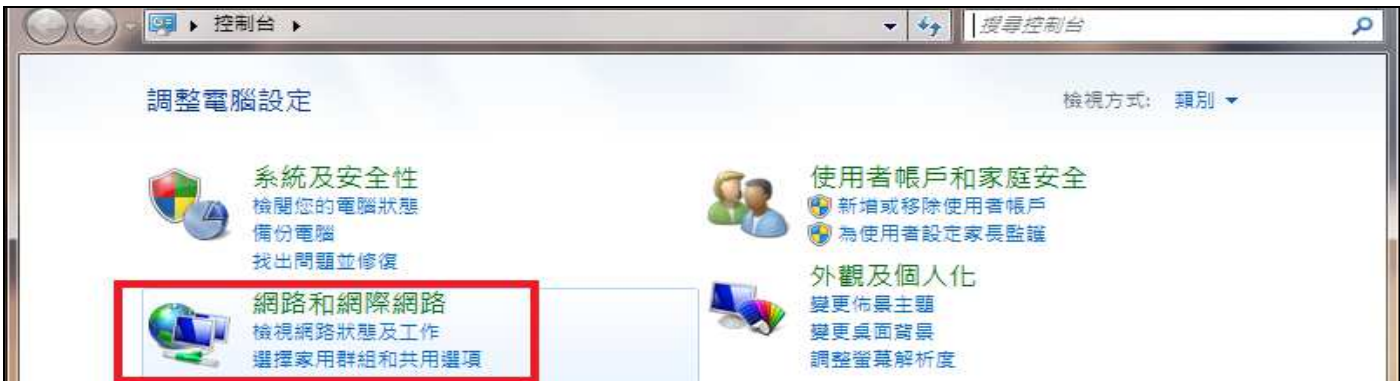 控制台
搜尋控制台
調整電腦設定
檢視方式: 類別
系統及安全性
檢閱您的電腦狀態
備份電腦
找出問題並修復
網路和網際網路
檢視網路狀態及工作
選擇家用群組和共用選項
使用者帳戶和家庭安全
新增或移除使用者帳戶
為使用者設定家長監護
外觀及個人化
變更佈景主題
變更桌面背景
調整螢幕解析度